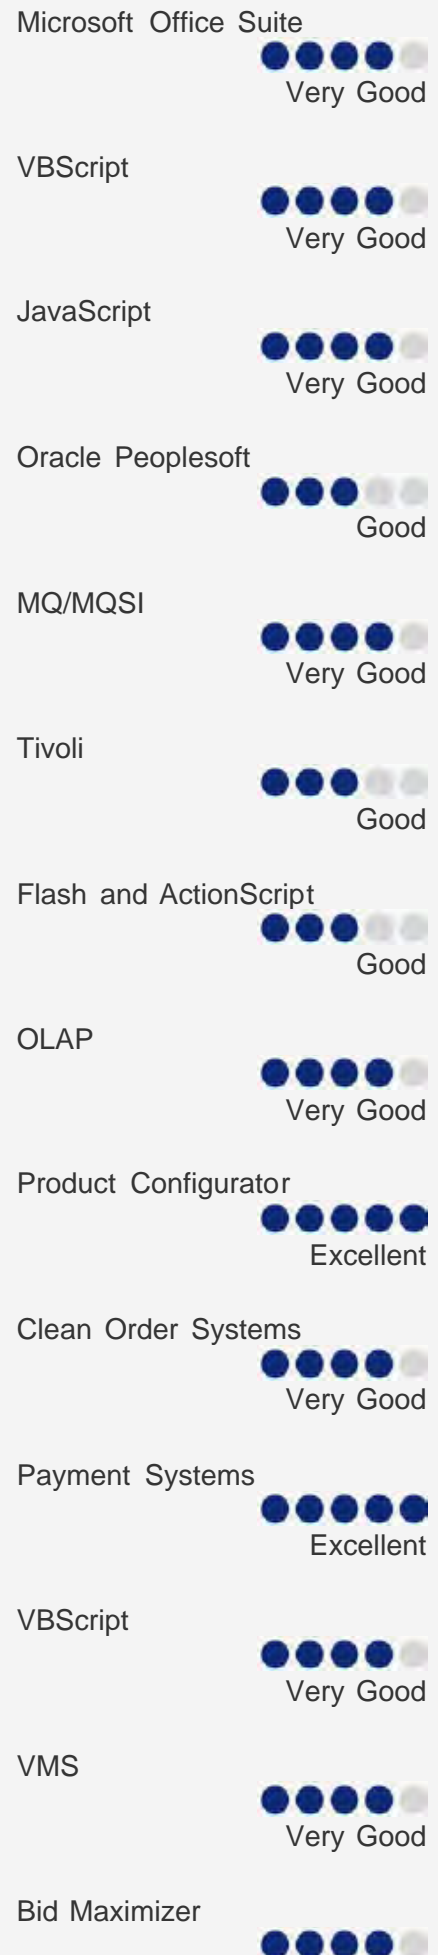 Microsoft Office Suite
Very Good
VBScript
Very Good
JavaScript
Very Good
Oracle Peoplesoft
Good
MQ/MQSI
Very Good
Tivoli
Good
Flash and ActionScript
Good
OLAP
Very Good
Product Configurator
Excellent
Clean Order Systems
Very Good
Payment Systems
Excellent
VBScript
Very Good
VMS
Very Good
Bid Maximizer